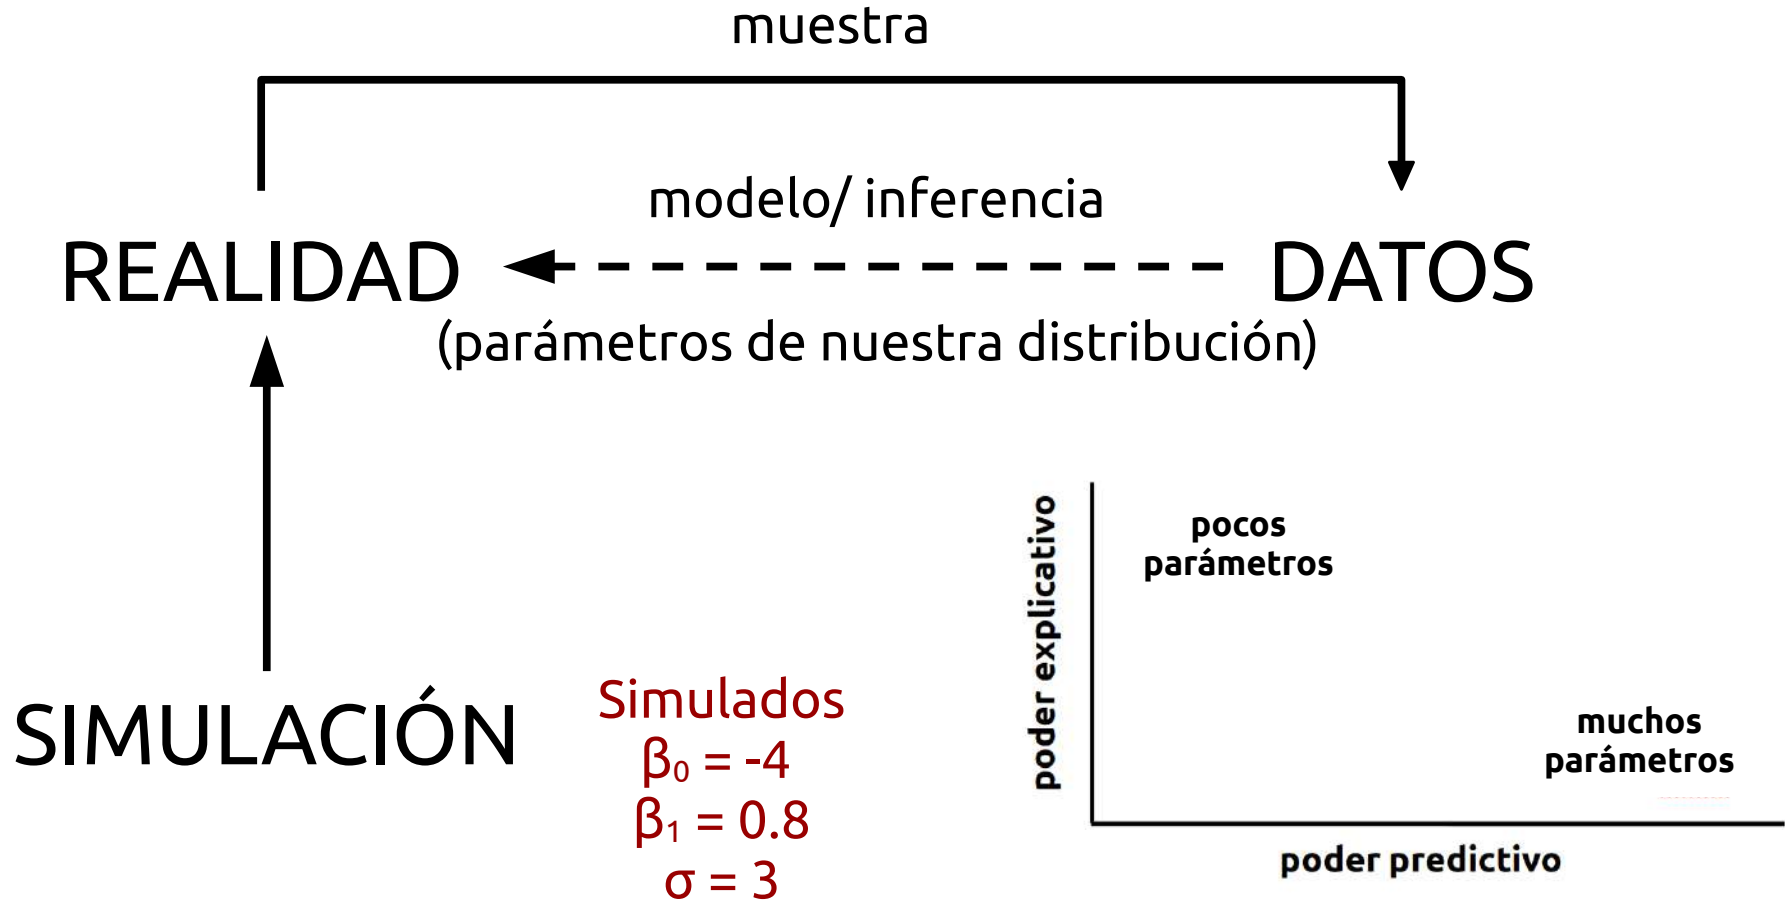 muestra
modelo/ inferencia
REALIDAD
DATOS
(parámetros de nuestra distribución)
SIMULACIÓN
Simulados
β₀ = -4
β₁ = 0.8
σ = 3
poder explicativo
pocos
parámetros
muchos
parámetros
poder predictivo